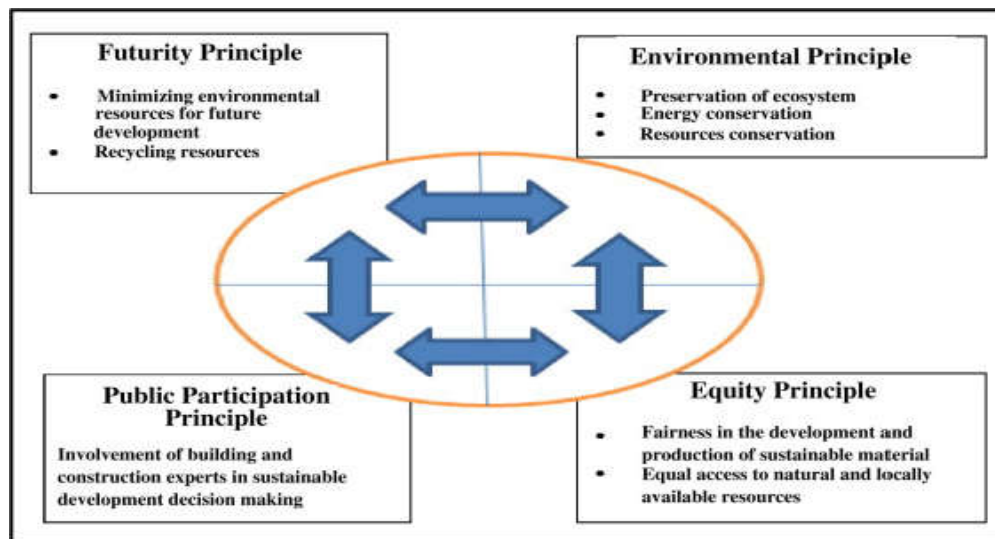 Futurity Principle
• Minimizing environmental
resources for future
development
• Recycling resources
Environmental Principle
• Preservation of ecosystem
• Energy conservation
• Resources conservation
Public Participation
Principle
Involvement of building and
construction experts in sustainable
development decision making
Equity Principle
• Fairness in the development and
production of sustainable material
• Equal access to natural and locally
available resources